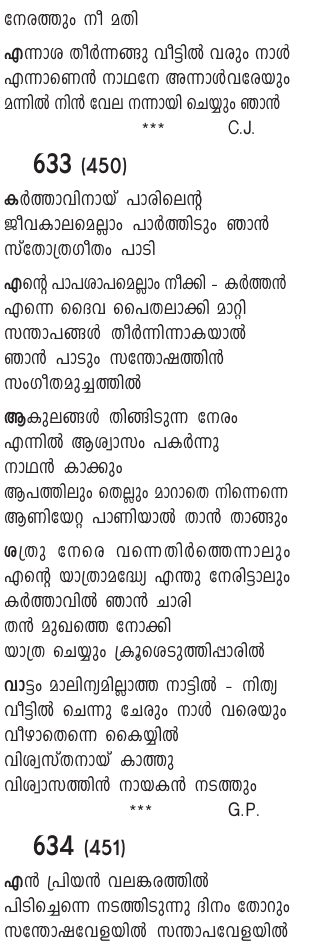 നേരത്തും നീ മതി
എന്നാശ തീർന്നങ്ങു വീട്ടിൽ വരും നാൾ
എന്നാണെൻ നാഥനേ അന്നാൾവരേയും
മന്നിൽ നിൻ വേല നന്നായി ചെയ്യും ഞാൻ
*** C.J.
633 (450)
കർത്താവിനായ് പാരിലെന്റ
ജീവകാലമെല്ലാം പാർത്തിടും ഞാൻ
സ്തോത്രഗീതം പാടി
എന്റെ പാപശാപമെല്ലാം നീക്കി - കർത്തൻ
എന്നെ ദൈവ പൈതലാക്കി മാറ്റി
സന്താപങ്ങൾ തീർന്നിന്നാകയാൽ
ഞാൻ പാടും സന്തോഷത്തിൻ
സംഗീതമുച്ചത്തിൽ
ആകുലങ്ങൾ തിങ്ങിടുന്ന നേരം
എന്നിൽ ആശ്വാസം പകർന്നു
നാഥൻ കാക്കും
ആപത്തിലും തെല്ലും മാറാതെ നിന്നെന്നെ
ആണിയേറ്റ പാണിയാൽ താൻ താങ്ങും
ശത്രു നേരെ വന്നെതിർത്തെന്നാലും
എന്റെ യാത്രാമദ്ധ്യേ എന്തു നേരിട്ടാലും
കർത്താവിൽ ഞാൻ ചാരി
തൻ മുഖത്തെ നോക്കി
യാത്ര ചെയ്യും ക്രൂശെടുത്തിപ്പാരിൽ
വാട്ടം മാലിന്യമില്ലാത്ത നാട്ടിൽ - നിത്യ
വീട്ടിൽ ചെന്നു ചേരും നാൾ വരെയും
വീഴാതെന്നെ കൈയ്യിൽ
വിശ്വസ്തനായ് കാത്തു
വിശ്വാസത്തിൻ നായകൻ നടത്തും
*** G.P.
634 (451)
എൻ പ്രിയൻ വലങ്കരത്തിൽ
പിടിച്ചെന്നെ നടത്തിടുന്നു ദിനം തോറും
സന്തോഷവേളയിൽ സന്താപവേളയിൽ